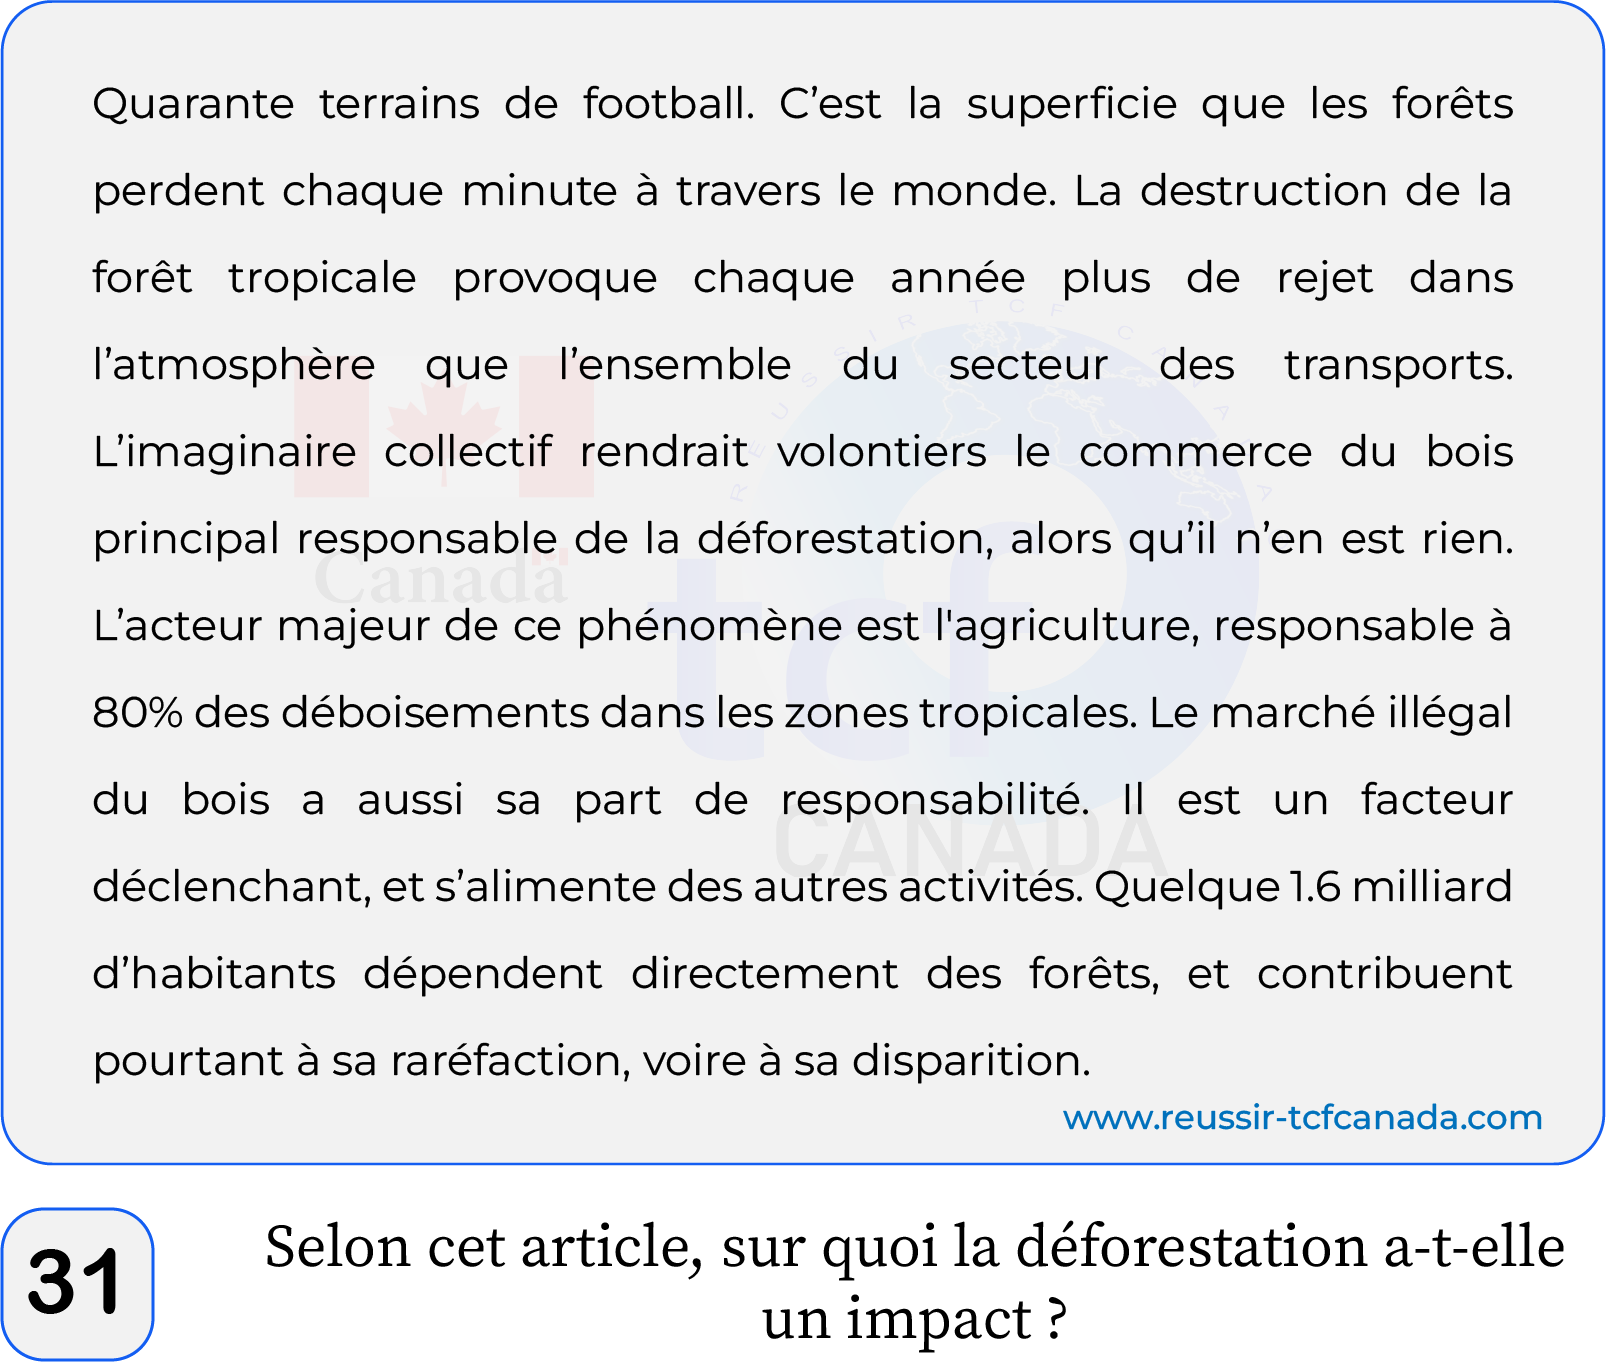 Quarante terrains de football. C’est la superficie que les forêts
perdent chaque minute à travers le monde. La destruction de la
forêt tropicale provoque chaque année plus de rejet dans
l’atmosphère que l’ensemble du secteur des transports.
L’imaginaire collectif rendrait volontiers le commerce du bois
principal responsable de la déforestation, alors qu’il n’en est rien.
L’acteur majeur de ce phénomène est l'agriculture, responsable à
80% des déboisements dans les zones tropicales. Le marché illégal
du bois a aussi sa part de responsabilité. Il est un facteur
déclenchant, et s’alimente des autres activités. Quelque 1.6 milliard
d’habitants dépendent directement des forêts, et contribuent
pourtant à sa raréfaction, voire à sa disparition.
REUSSIR TCF CANADA
Canada
tcf
CANADA
www.reussir-tcfcanada.com
31
Selon cet article, sur quoi la déforestation a-t-elle
un impact ?